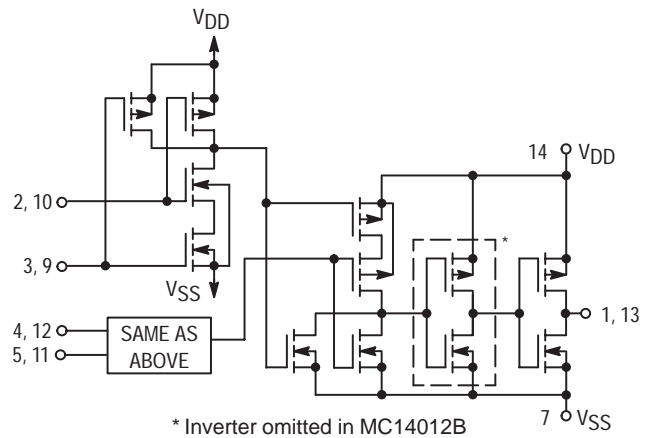 VDD
14
VDD
2, 10
*
3, 9
VSS
1, 13
4, 12
SAME AS
5, 11
ABOVE
7
VSS
* Inverter omitted in MC14012B